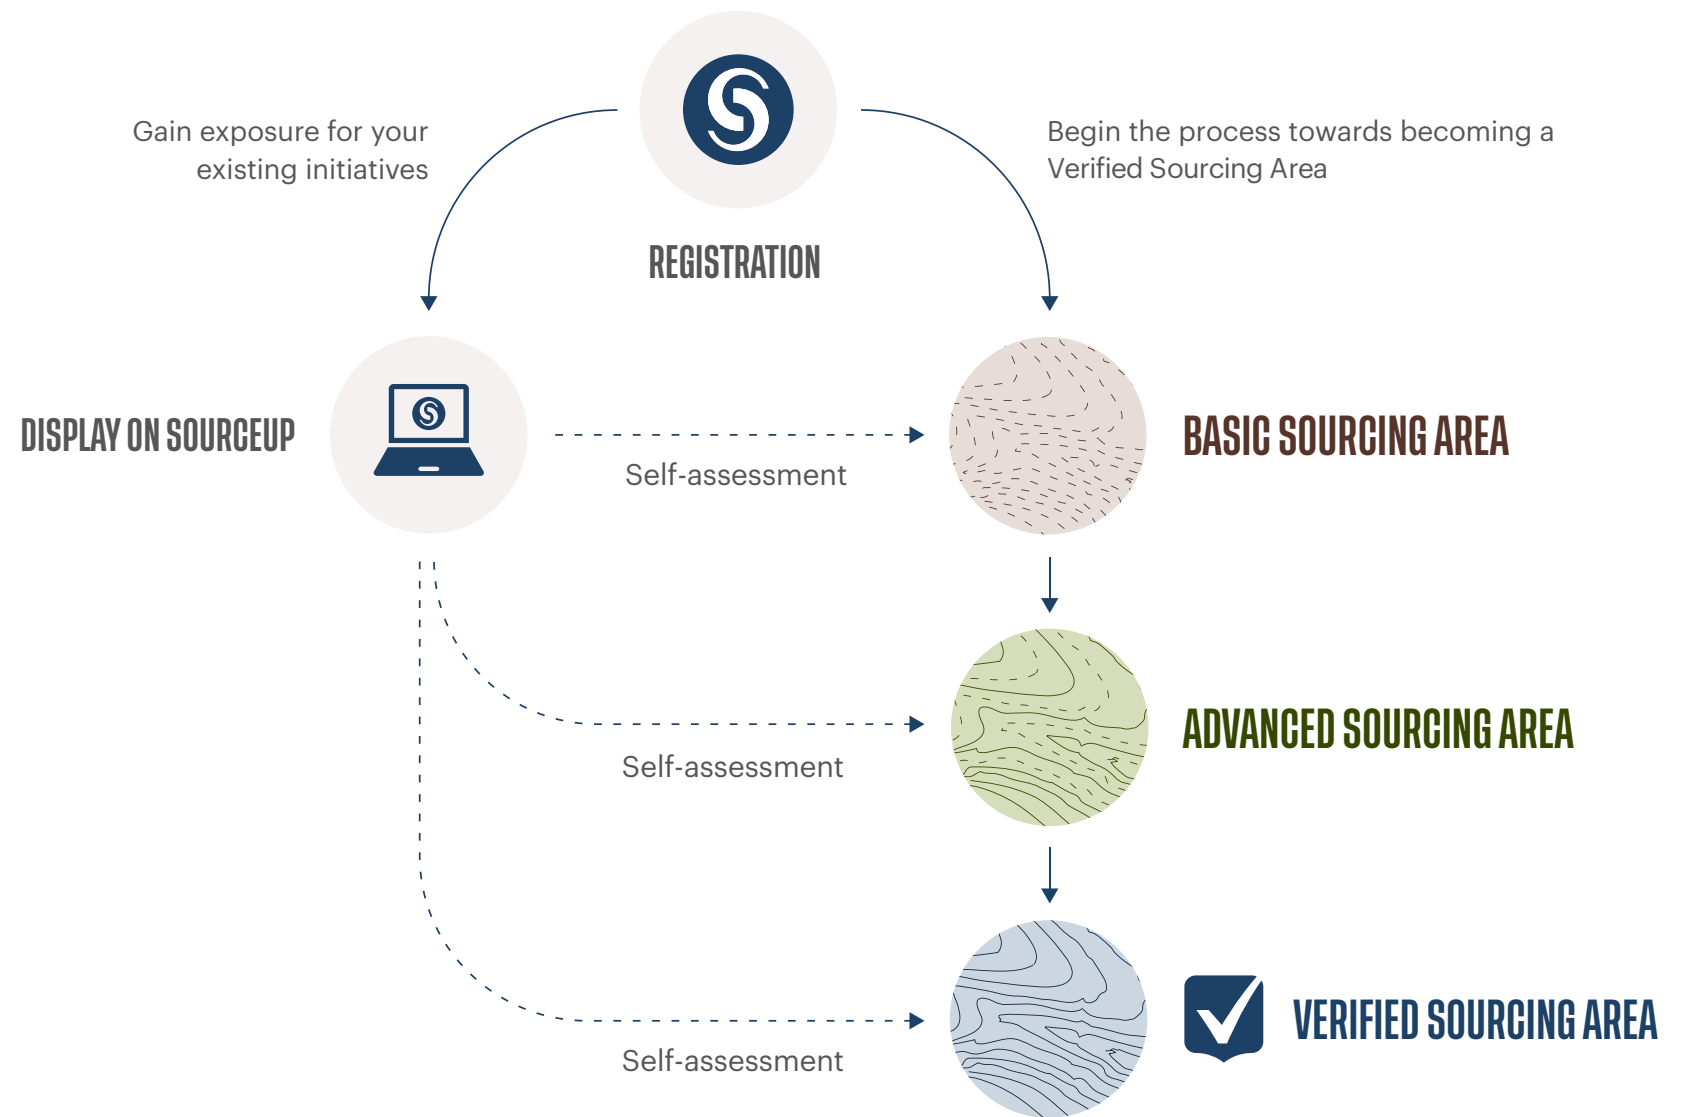 Gain exposure for your
existing initiatives
Begin the process towards becoming a
Verified Sourcing Area
REGISTRATION
DISPLAY ON SOURCEUP
Self-assessment
BASIC SOURCING AREA
Self-assessment
ADVANCED SOURCING AREA
Self-assessment
VERIFIED SOURCING AREA